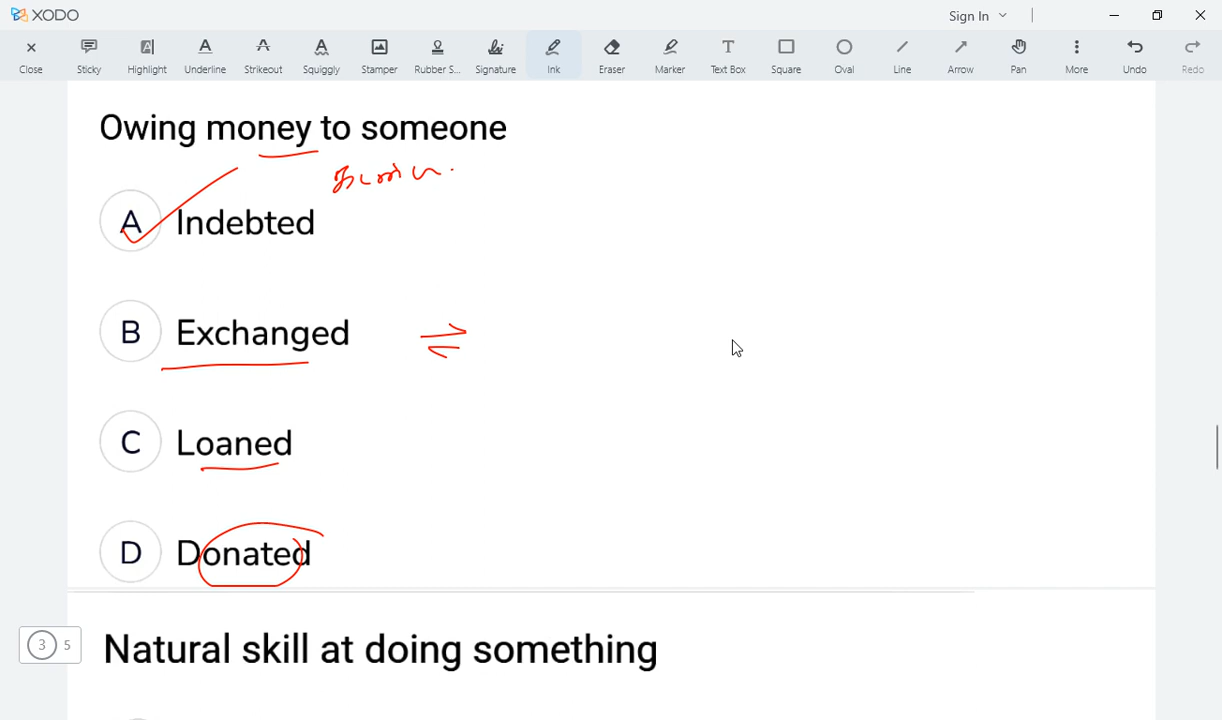 XODO
Sign In
Close
Sticky
Highlight
Underline
Strikeout
Squiggly
Stamper
Rubber S...
Signature
Ink
Eraser
Marker
T
Text Box
Square
Oval
Line
Arrow
Pan
More
Undo
Redo
Owing money to someone
A Indebted
B Exchanged
C Loaned
D Donated
3 5
Natural skill at doing something